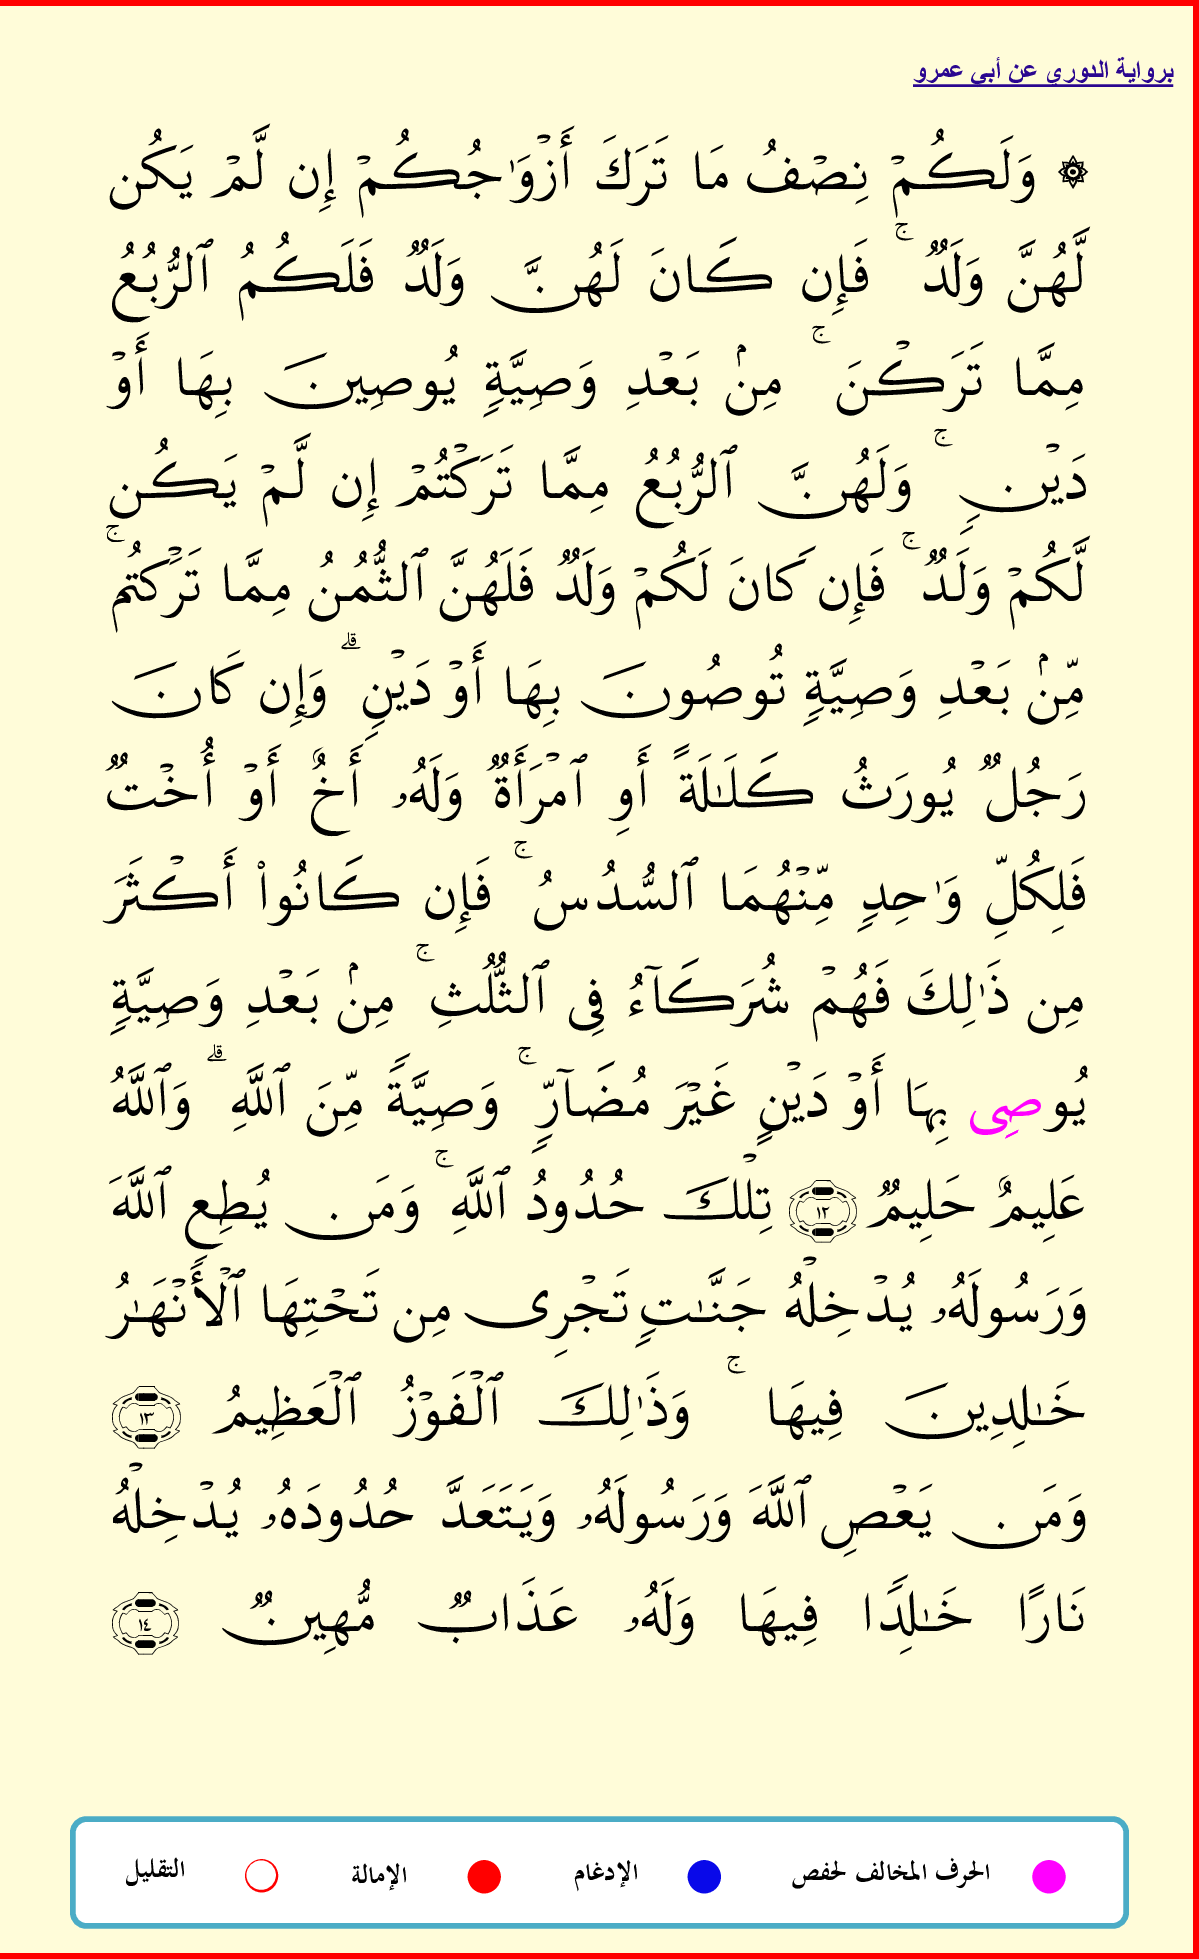 برواية الدوري عن أبي عمرو
۞ وَلَكُمْ نِصْفُ مَا تَرَكَ أَزْوَٰجُكُمْ إِن لَّمْ يَكُن
لَّهُنَّ وَلَدٌ ۚ فَإِن كَانَ لَهُنَّ وَلَدٌ فَلَكُمُ ٱلرُّبُعُ
مِمَّا تَرَكْنَ ۚ مِنۢ بَعْدِ وَصِيَّةٍ يُوصِينَ بِهَا أَوْ
دَيْنٍ ۚ وَلَهُنَّ ٱلرُّبُعُ مِمَّا تَرَكْتُمْ إِن لَّمْ يَكُن
لَّكُمْ وَلَدٌ ۚ فَإِن كَانَ لَكُمْ وَلَدٌ فَلَهُنَّ ٱلثُّمُنُ مِمَّا تَرَكْتُم ۚ
مِّنۢ بَعْدِ وَصِيَّةٍ تُوصُونَ بِهَا أَوْ دَيْنٍ ۗ وَإِن كَانَ
رَجُلٌ يُورَثُ كَلَـٰلَةً أَوِ ٱمْرَأَةٌ وَلَهُۥ أَخٌ أَوْ أُخْتٌ
فَلِكُلِّ وَٰحِدٍ مِّنْهُمَا ٱلسُّدُسُ ۚ فَإِن كَانُوا۟ أَكْثَرَ
مِن ذَٰلِكَ فَهُمْ شُرَكَآءُ فِى ٱلثُّلُثِ ۚ مِنۢ بَعْدِ وَصِيَّةٍ
يُوصِى بِهَا أَوْ دَيْنٍ غَيْرَ مُضَآرٍّ ۚ وَصِيَّةً مِّنَ ٱللَّهِ ۗ وَٱللَّهُ
عَلِيمٌ حَلِيمٌ ١٢ تِلْكَ حُدُودُ ٱللَّهِ ۚ وَمَن يُطِعِ ٱللَّهَ
وَرَسُولَهُۥ يُدْخِلْهُ جَنَّـٰتٍ تَجْرِى مِن تَحْتِهَا ٱلْأَنْهَـٰرُ
خَـٰلِدِينَ فِيهَا ۚ وَذَٰلِكَ ٱلْفَوْزُ ٱلْعَظِيمُ ١٣
وَمَن يَعْصِ ٱللَّهَ وَرَسُولَهُۥ وَيَتَعَدَّ حُدُودَهُۥ يُدْخِلْهُ
نَارًا خَـٰلِدًا فِيهَا وَلَهُۥ عَذَابٌ مُّهِينٌ ١٤
الحرف المخالف لحفص الإدغام الإمالة التقليل